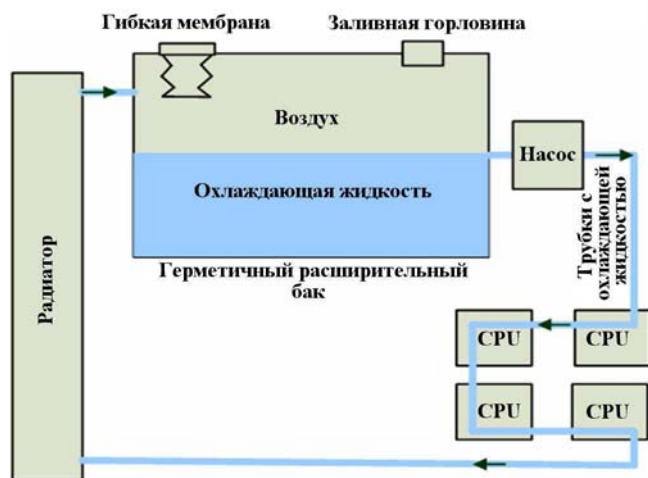 Гибкая мембрана
Заливная горловина
Воздух
Насос
Охлаждающая жидкость
Герметичный расширительный
бак
Трубки с
охлаждающей
жидкостью
Радиатор
CPU
CPU
CPU
CPU